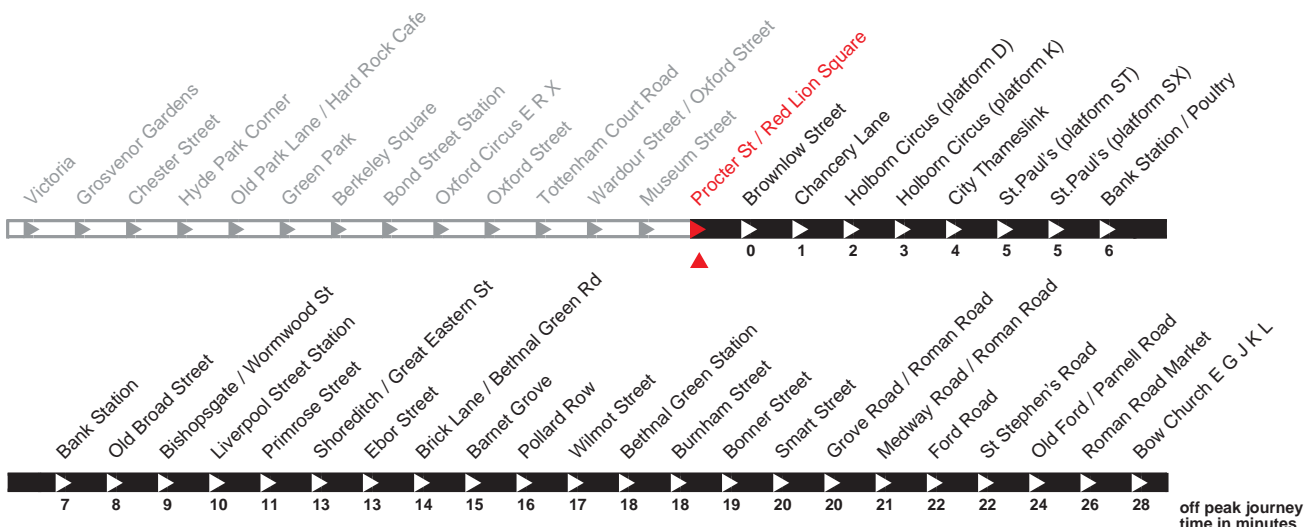 Victoria
Grosvenor Gardens
Chester Street
Hyde Park Corner
Old Park Lane / Hard Rock Cafe
Green Park
Berkeley Square
Bond Street Station
Oxford Circus E R X
Oxford Street
Tottenham Court Road
Wardour Street / Oxford Street
Museum Street
Procter St / Red Lion Square
Brownlow Street
Chancery Lane
Holborn Circus (platform D)
Holborn Circus (platform K)
City Thameslink
St.Paul's (platform ST)
St.Paul's (platform SX)
Bank Station / Poultry
0 1 2 3 4 5 5 6
Bank Station
Old Broad Street
Bishopsgate / Wormwood St
Liverpool Street Station
Primrose Street
Shoreditch / Great Eastern St
Ebor Street
Brick Lane / Bethnal Green Rd
Barnet Grove
Pollard Row
Wilmot Street
Bethnal Green Station
Burnham Street
Bonner Street
Smart Street
Grove Road / Roman Road
Medway Road / Roman Road
Ford Road
St Stephen's Road
Old Ford / Parnell Road
Roman Road Market
Bow Church E G J K L
7 8 9 10 11 13 13 14 15 16 17 18 18 19 20 20 21 22 22 24 26 28
off peak journey
time in minutes